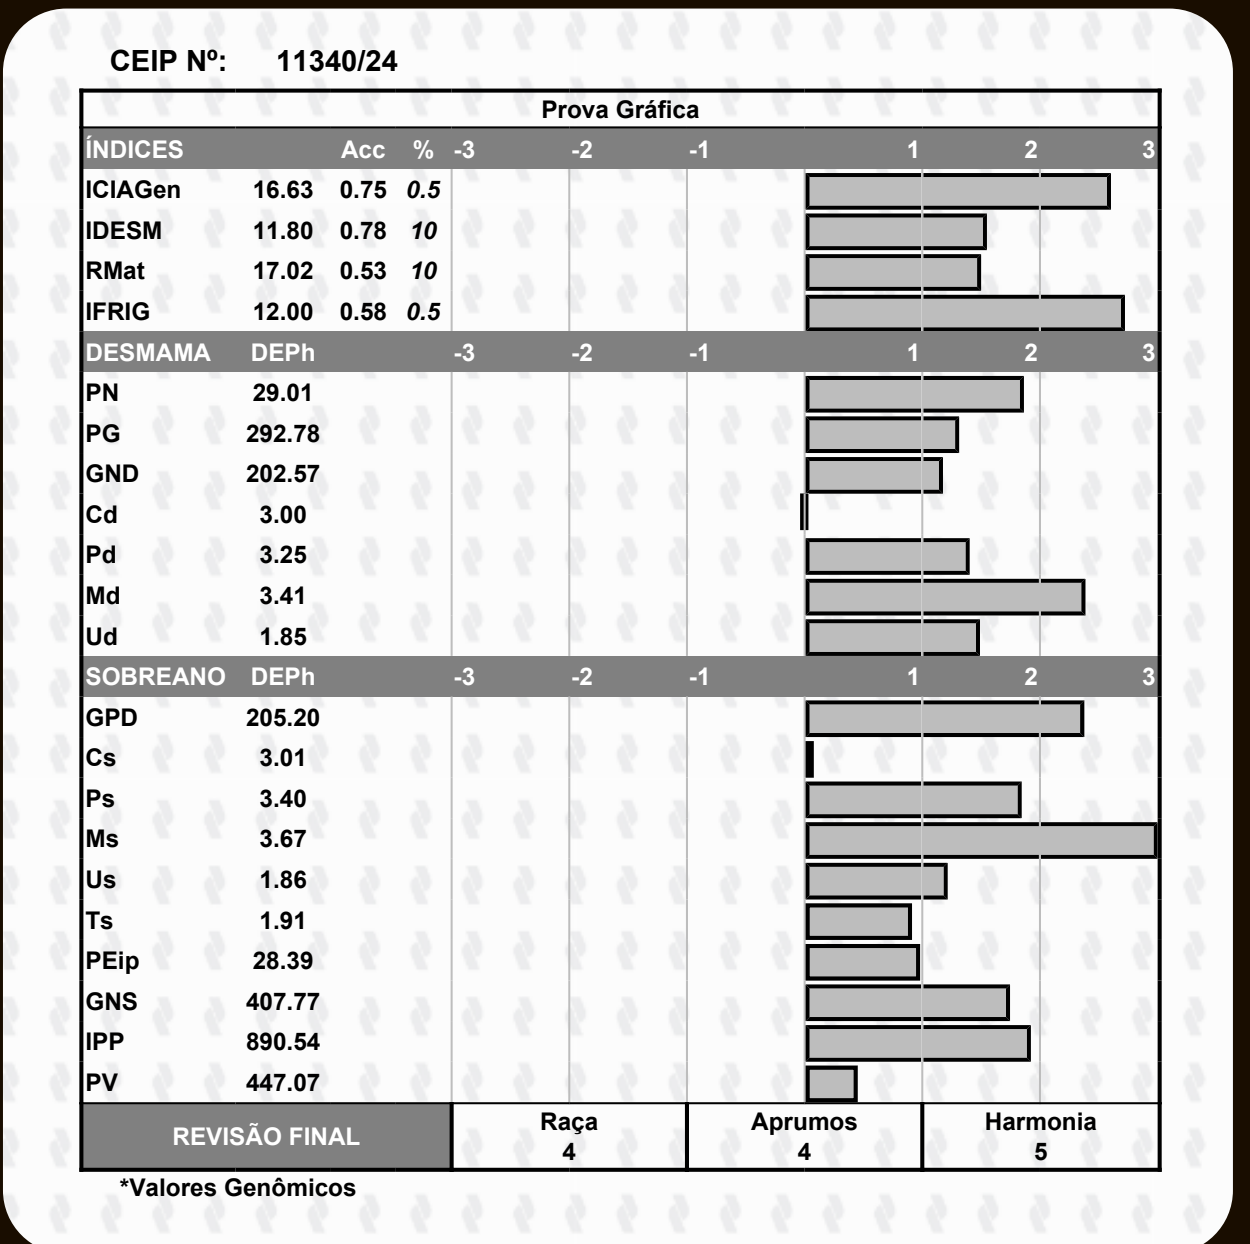 CEIP Nº: 11340/24
Prova Gráfica
ÍNDICES Acc % -3 -2 -1 1 2 3
ICIAGen 16.63 0.75 0.5
IDESM 11.80 0.78 10
RMat 17.02 0.53 10
IFRIG 12.00 0.58 0.5
DESMAMA DEPh -3 -2 -1 1 2 3
PN 29.01
PG 292.78
GND 202.57
Cd 3.00
Pd 3.25
Md 3.41
Ud 1.85
SOBREANO DEPh -3 -2 -1 1 2 3
GPD 205.20
Cs 3.01
Ps 3.40
Ms 3.67
Us 1.86
Ts 1.91
PEip 28.39
GNS 407.77
IPP 890.54
PV 447.07
REVISÃO FINAL Raça Aprumos Harmonia
4 4 5
*Valores Genômicos